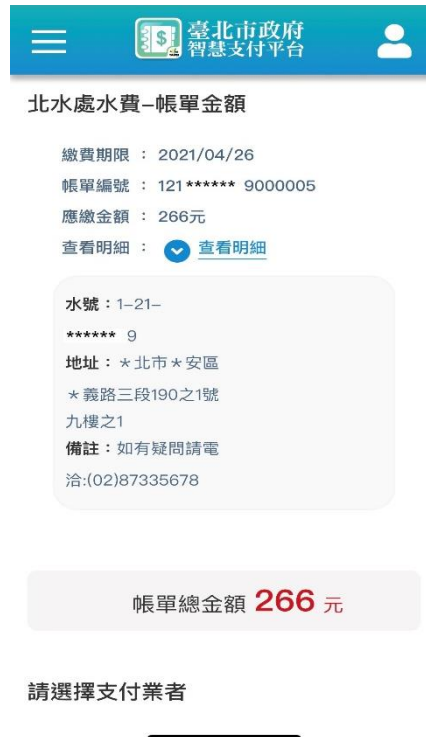 臺北市政府
智慧支付平台
北水處水費–帳單金額
繳費期限 : 2021/04/26
帳單編號 : 121****** 9000005
應繳金額 : 266元
查看明細 : 查看明細
水號：1–21–
****** 9
地址：*北市*安區
*義路三段190之1號
九樓之1
備註：如有疑問請電
洽:(02)87335678
帳單總金額 266 元
請選擇支付業者